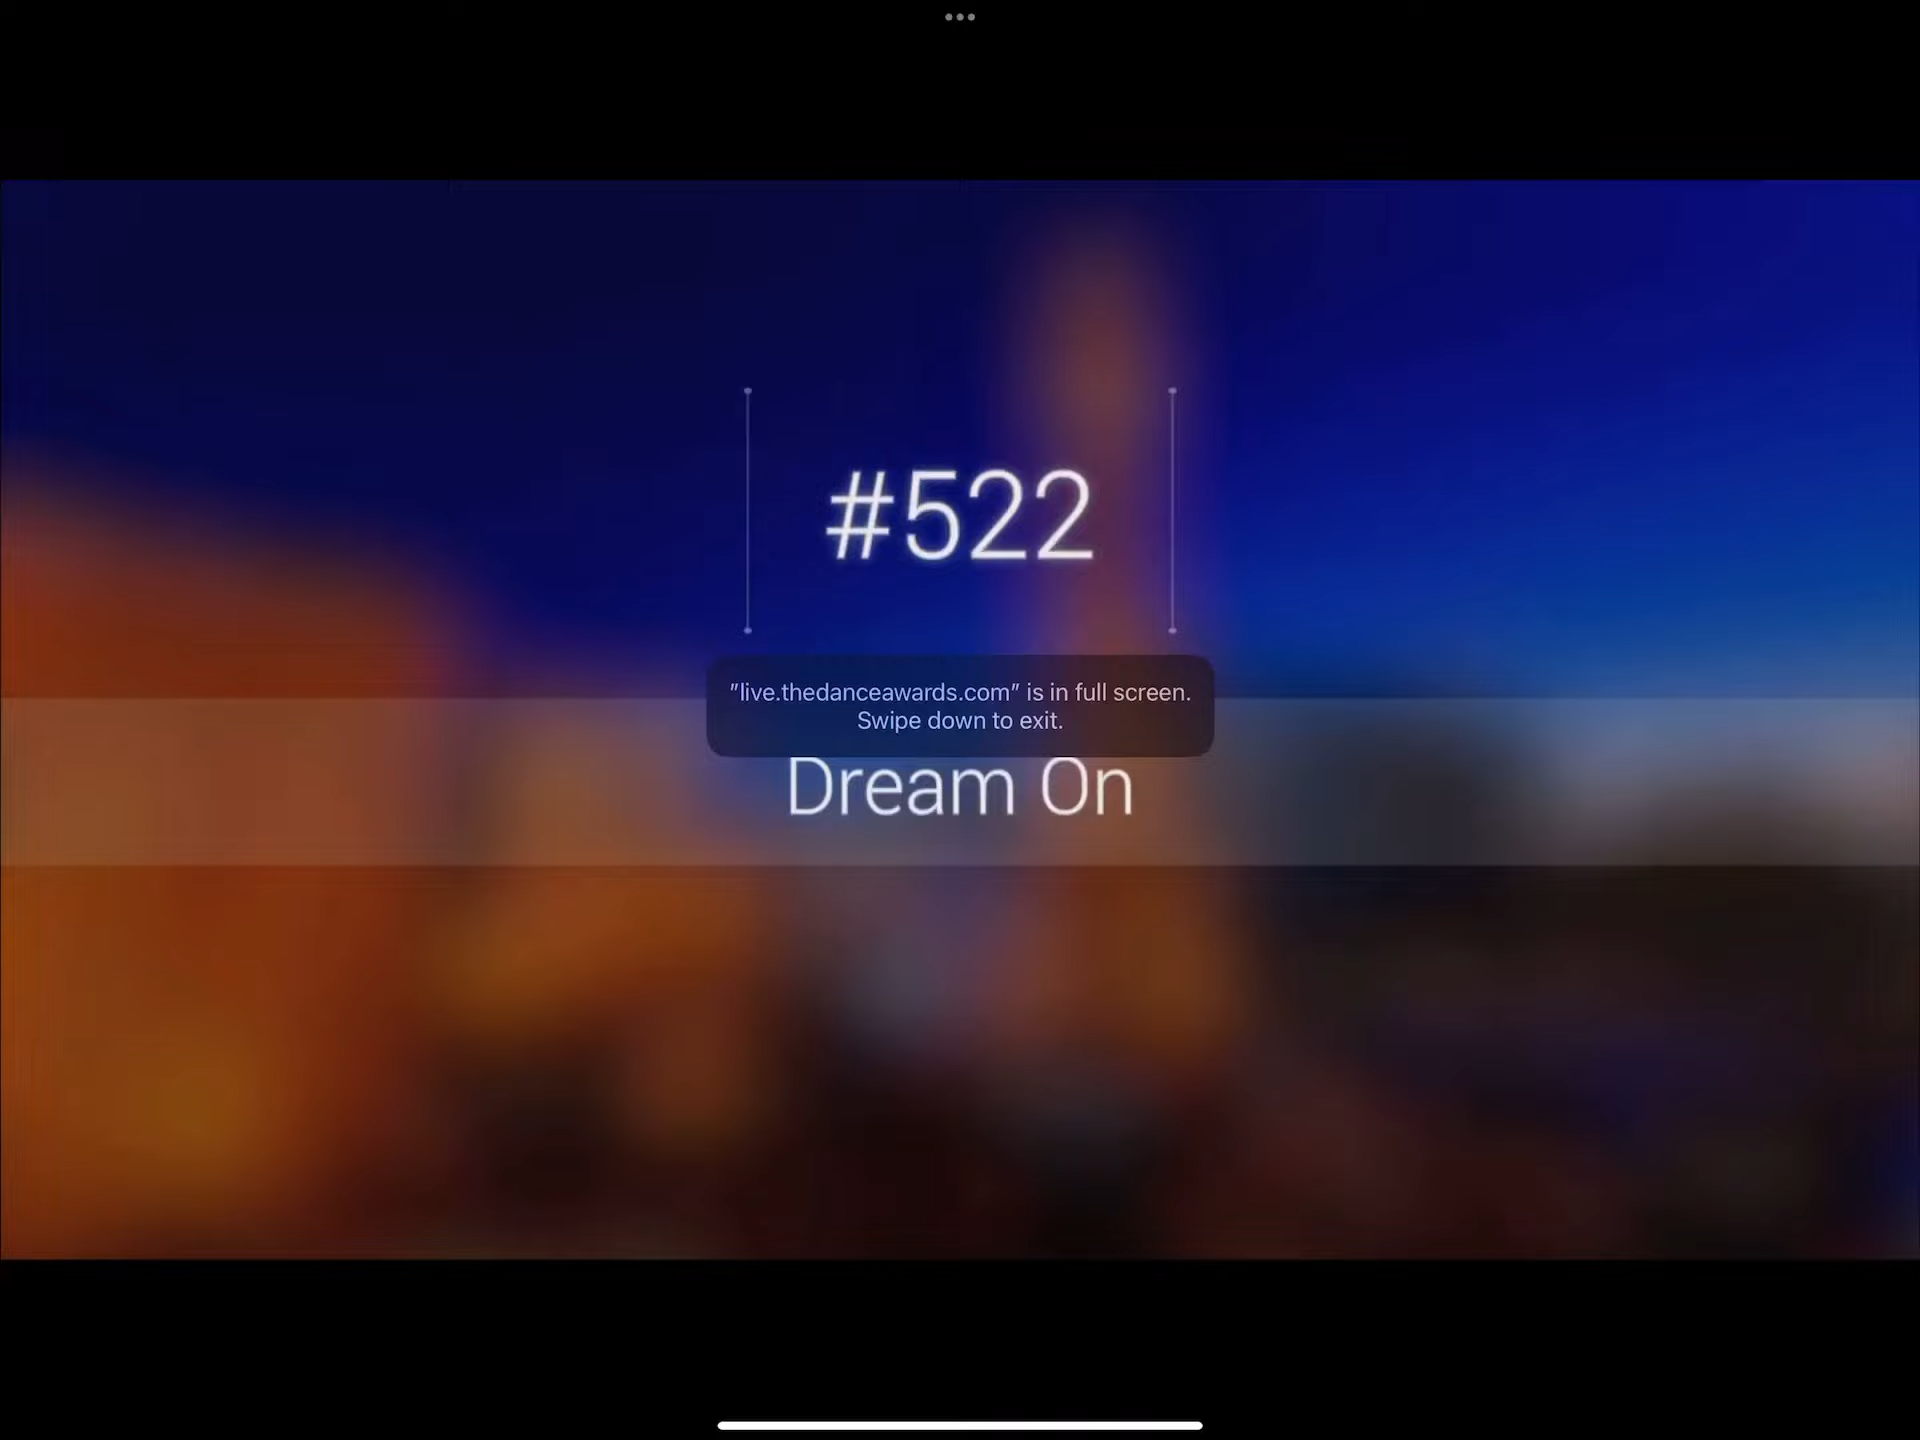 #522
"live.thedanceawards.com" is in full screen.
Swipe down to exit.
Dream On